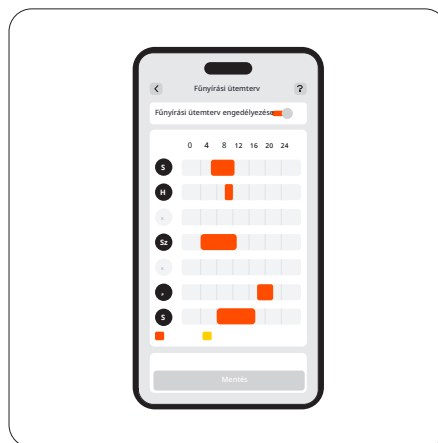 Fűnyírási ütemterv
?
Fűnyírási ütemterv engedélyezése
0 4 8 12 16 20 24
S
H
Sz
S
Mentés